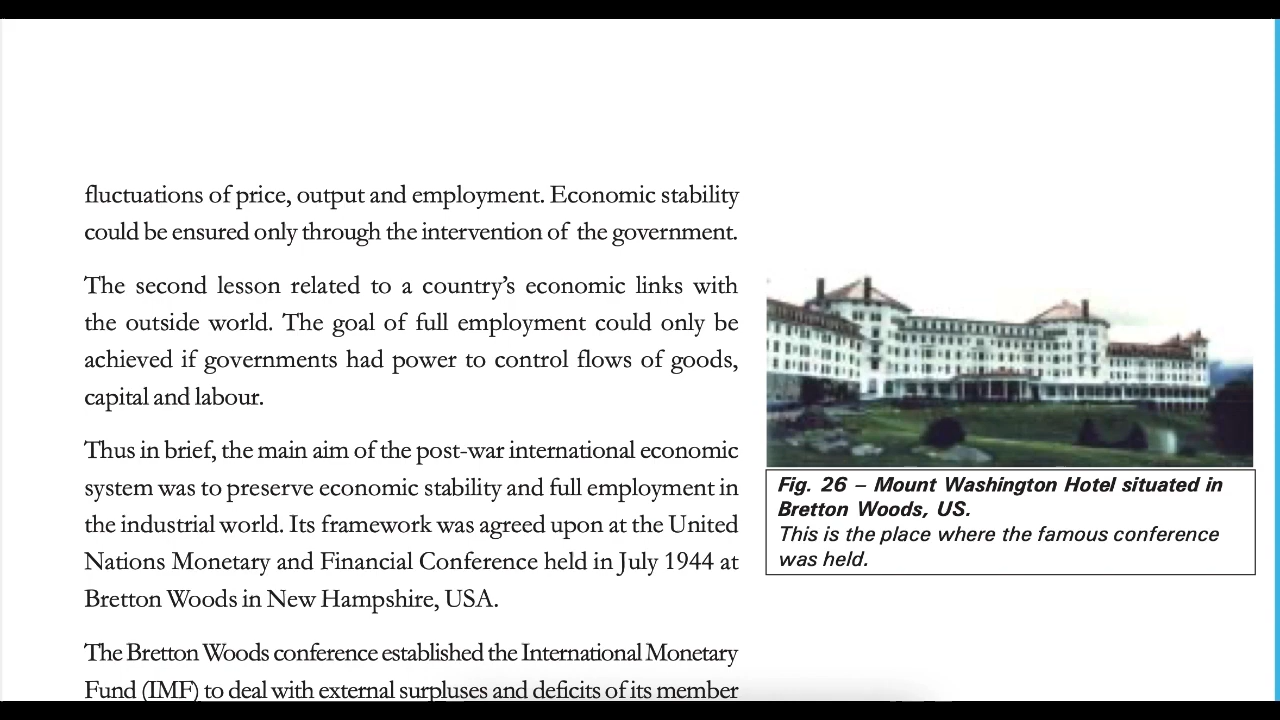 fluctuations of price, output and employment. Economic stability
could be ensured only through the intervention of the government.
The second lesson related to a country's economic links with
the outside world. The goal of full employment could only be
achieved if governments had power to control flows of goods,
capital and labour.
Thus in brief, the main aim of the post-war international economic
system was to preserve economic stability and full employment in
the industrial world. Its framework was agreed upon at the United
Nations Monetary and Financial Conference held in July 1944 at
Bretton Woods in New Hampshire, USA.
The Bretton Woods conference established the International Monetary
Fund (IMF) to deal with external surpluses and deficits of its member
Fig. 26 – Mount Washington Hotel situated in
Bretton Woods, US.
This is the place where the famous conference
was held.